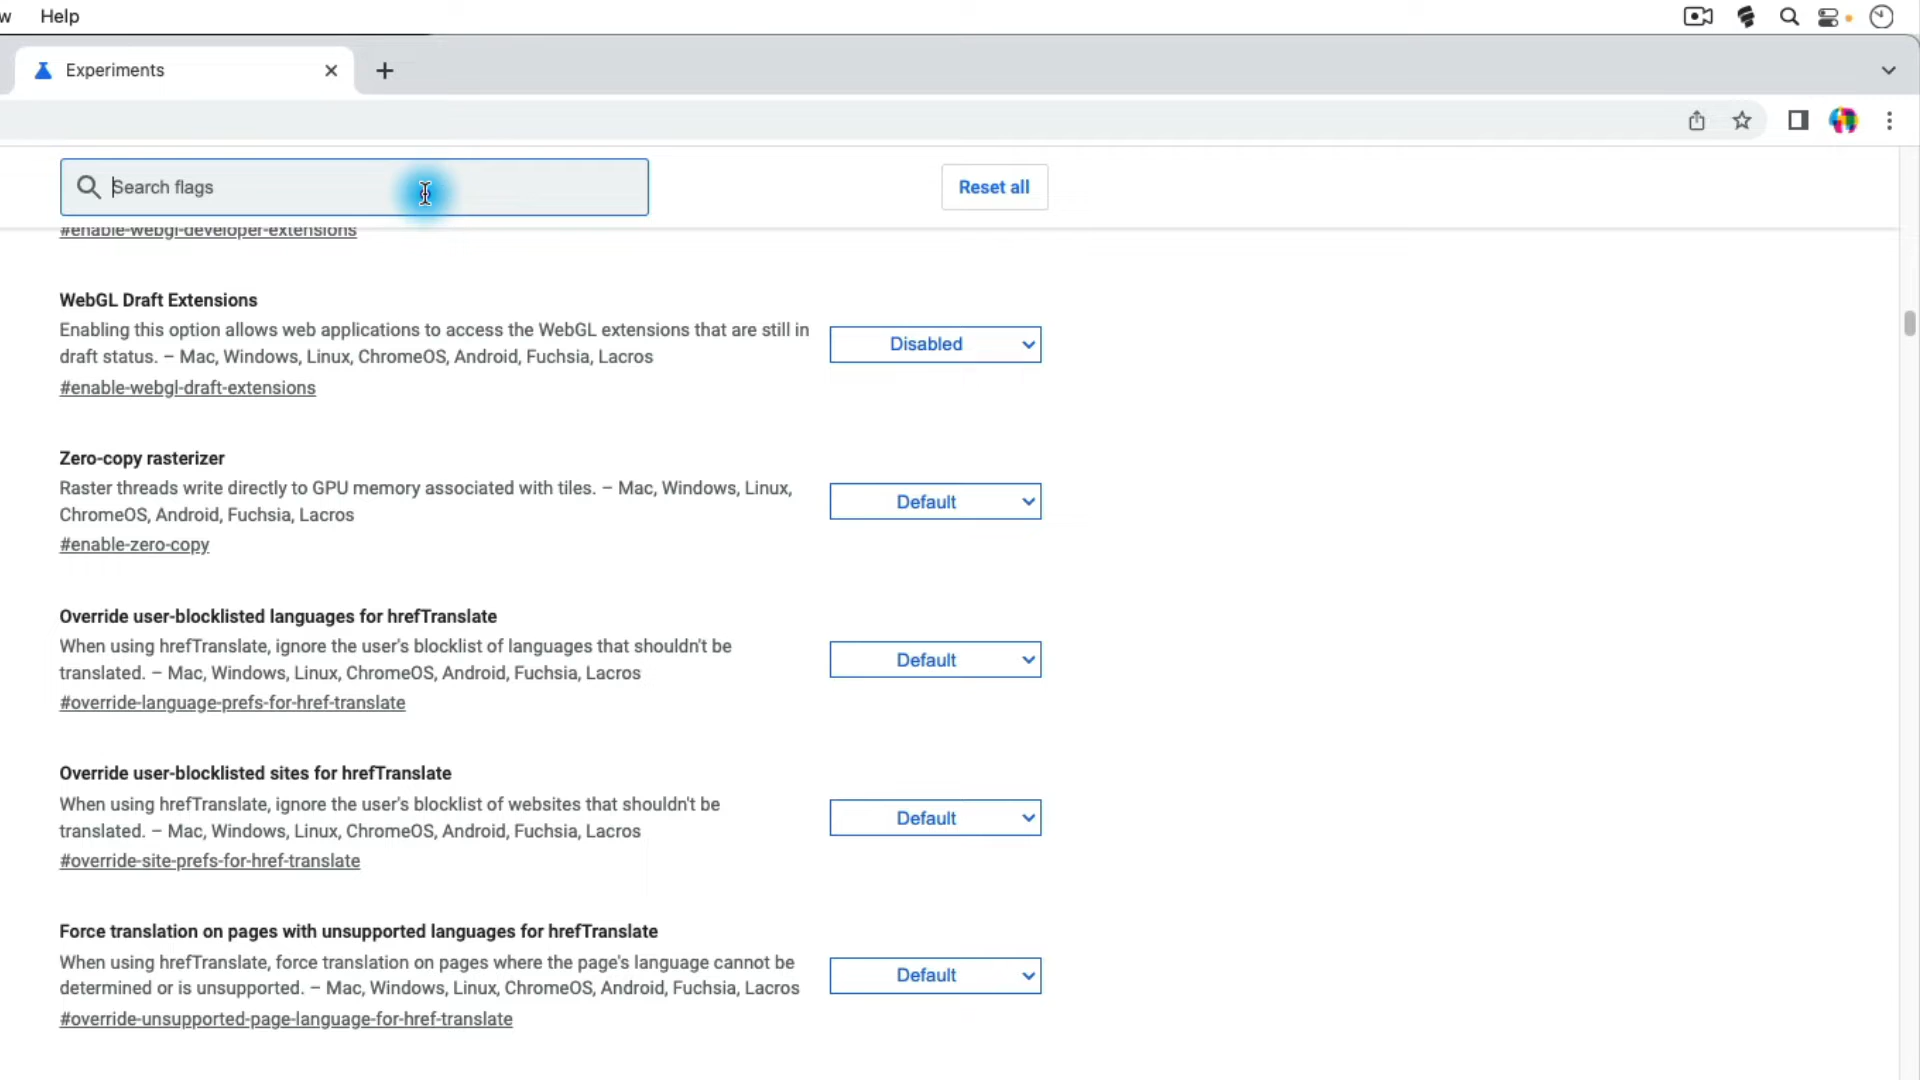 Help
Experiments
Search flags
Reset all
#enable-webgl-developer-extensions
WebGL Draft Extensions
Enabling this option allows web applications to access the WebGL extensions that are still in
draft status. – Mac, Windows, Linux, ChromeOS, Android, Fuchsia, Lacros
Disabled
#enable-webgl-draft-extensions
Zero-copy rasterizer
Raster threads write directly to GPU memory associated with tiles. – Mac, Windows, Linux,
ChromeOS, Android, Fuchsia, Lacros
Default
#enable-zero-copy
Override user-blocklisted languages for hrefTranslate
When using hrefTranslate, ignore the user's blocklist of languages that shouldn't be
translated. – Mac, Windows, Linux, ChromeOS, Android, Fuchsia, Lacros
Default
#override-language-prefs-for-href-translate
Override user-blocklisted sites for hrefTranslate
When using hrefTranslate, ignore the user's blocklist of websites that shouldn't be
translated. – Mac, Windows, Linux, ChromeOS, Android, Fuchsia, Lacros
Default
#override-site-prefs-for-href-translate
Force translation on pages with unsupported languages for hrefTranslate
When using hrefTranslate, force translation on pages where the page's language cannot be
determined or is unsupported. – Mac, Windows, Linux, ChromeOS, Android, Fuchsia, Lacros
Default
#override-unsupported-page-language-for-href-translate